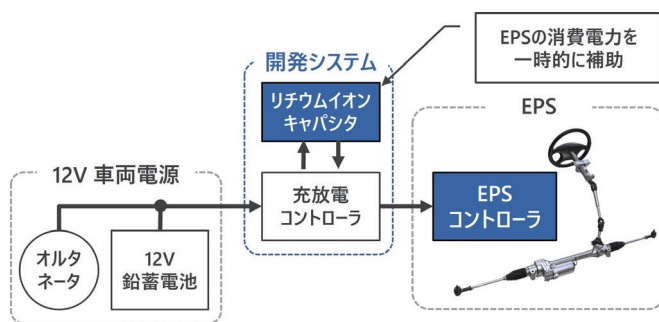 EPSの消費電力を
一時的に補助
開発システム
リチウムイオン
キャパシタ
EPS
12V 車両電源
充放電
コントローラ
EPS
コントローラ
オルタ
ネータ
12V
鉛蓄電池